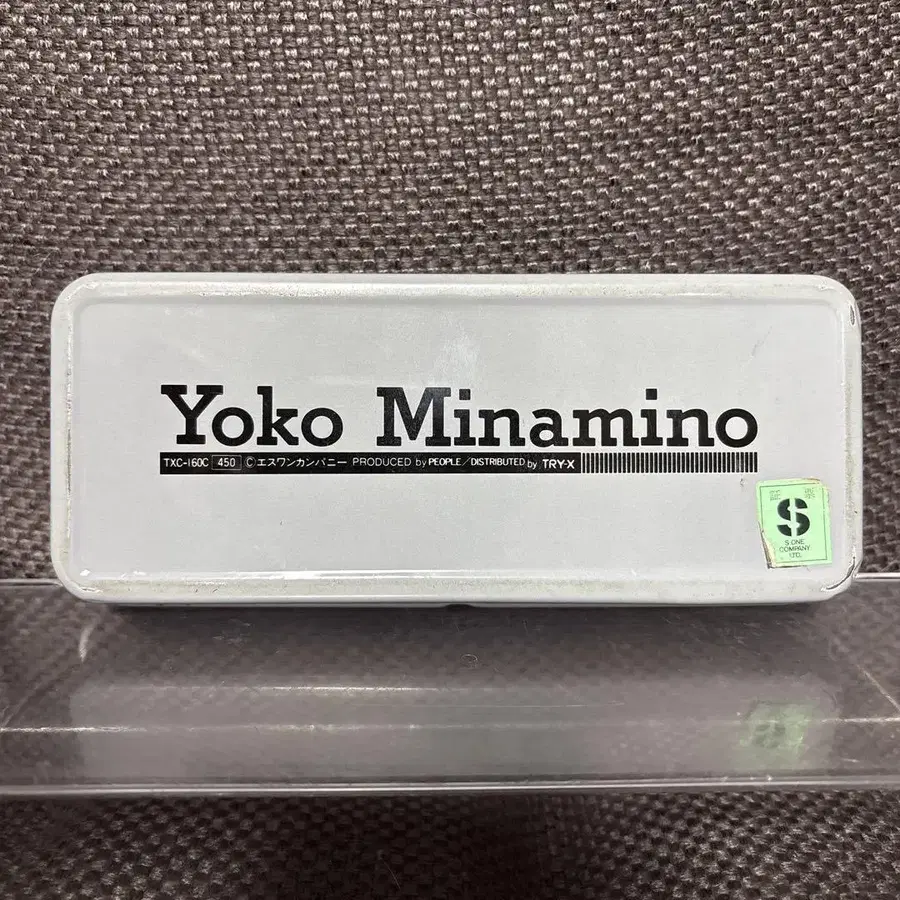 Yoko Minamino
TXC-160C 450 ©エスワンカンパニー PRODUCED by PEOPLE/DISTRIBUTED by TRY-X
S
S.ONE
COMPANY
LTD.